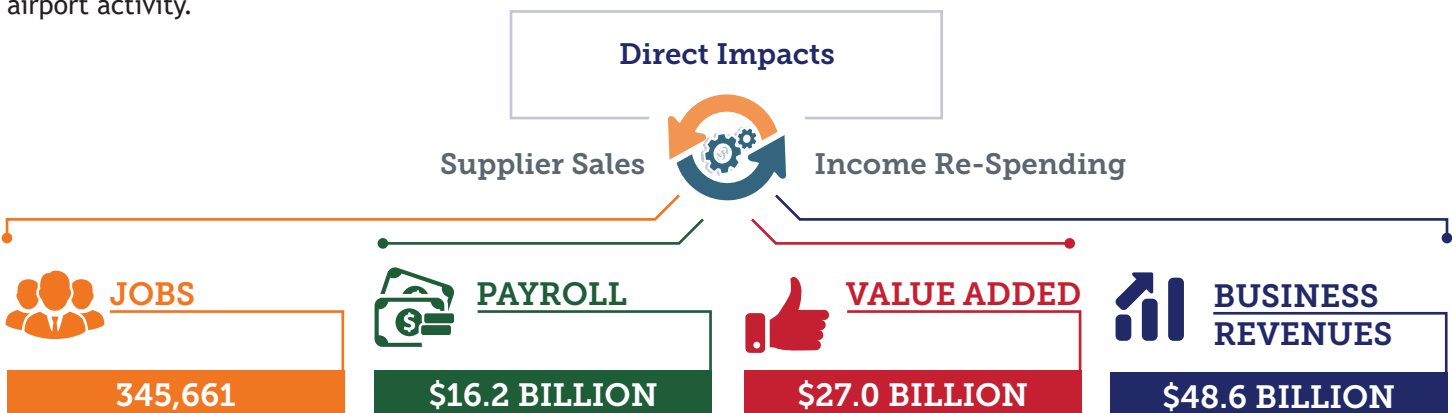 airport activity.
Direct Impacts
Supplier Sales
Income Re-Spending
JOBS
345,661
PAYROLL
$16.2 BILLION
VALUE ADDED
$27.0 BILLION
BUSINESS
REVENUES
$48.6 BILLION